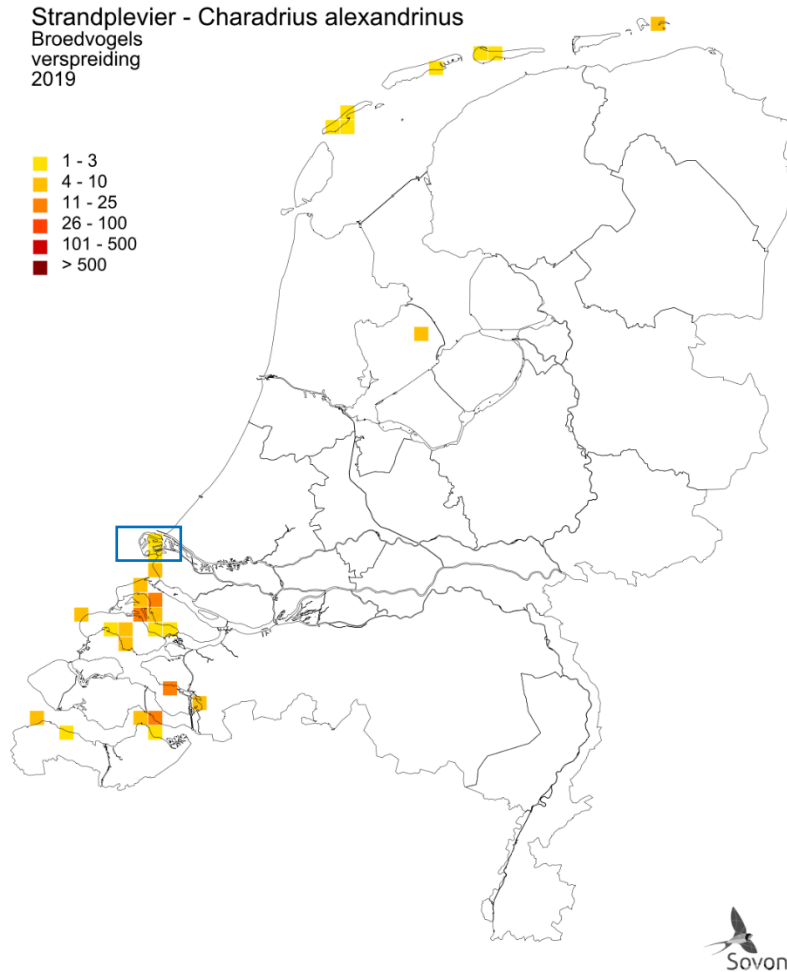 Strandplevier - Charadrius alexandrinus
Broedvogels
verspreiding
2019
1 - 3
4 - 10
11 - 25
26 - 100
101 - 500
> 500
Sovon